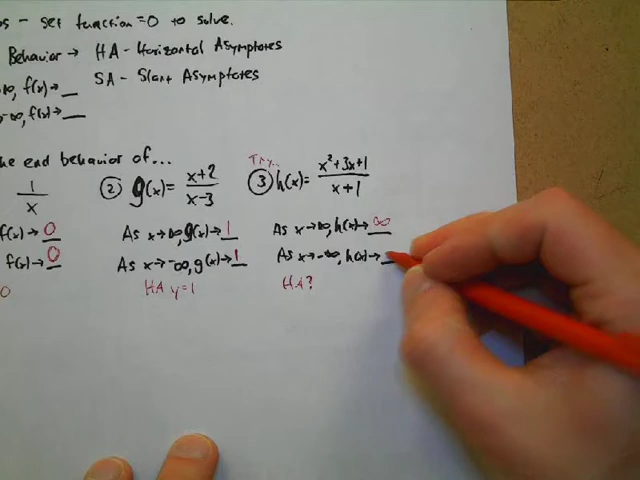 os - set function=0 to solve.
Behavior → HA - Horizontal Asymptotes
∞, f(x)→ __ SA - Slant Asymptotes
-∞, f(x)→ __
he end behavior of...
1/x ② g(x)= (x+2)/(x-3) Try... ③ h(x)= (x²+3x+1)/(x+1)
f(x)→ 0 As x→∞, g(x)→ 1 As x→∞, h(x)→ ∞
f(x)→ 0 As x→-∞, g(x)→ 1 As x→-∞, h(x)→
0 HA y=1 HA?